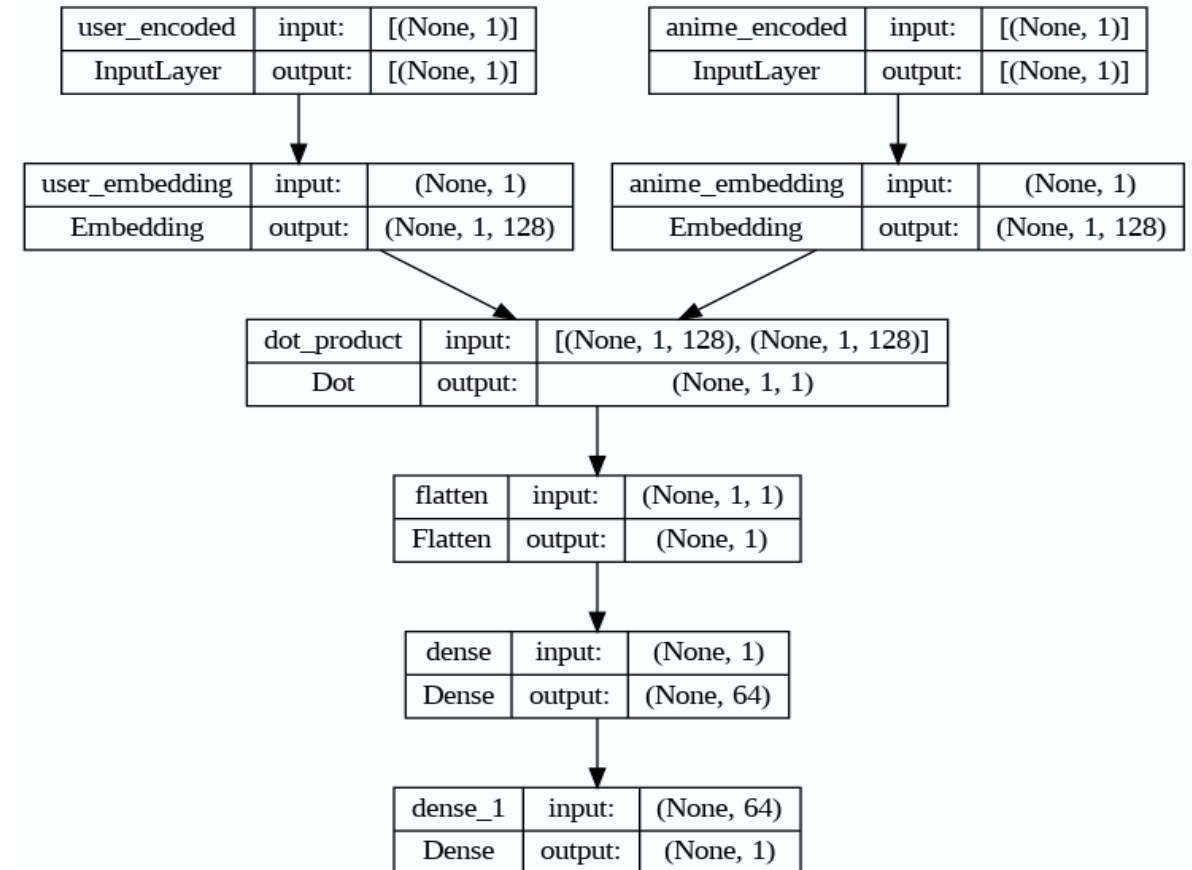 user_encoded input: [(None, 1)]
InputLayer output: [(None, 1)]
anime_encoded input: [(None, 1)]
InputLayer output: [(None, 1)]
user_embedding input: (None, 1)
Embedding output: (None, 1, 128)
anime_embedding input: (None, 1)
Embedding output: (None, 1, 128)
dot_product input: [(None, 1, 128), (None, 1, 128)]
Dot output: (None, 1, 1)
flatten input: (None, 1, 1)
Flatten output: (None, 1)
dense input: (None, 1)
Dense output: (None, 64)
dense_1 input: (None, 64)
Dense output: (None, 1)